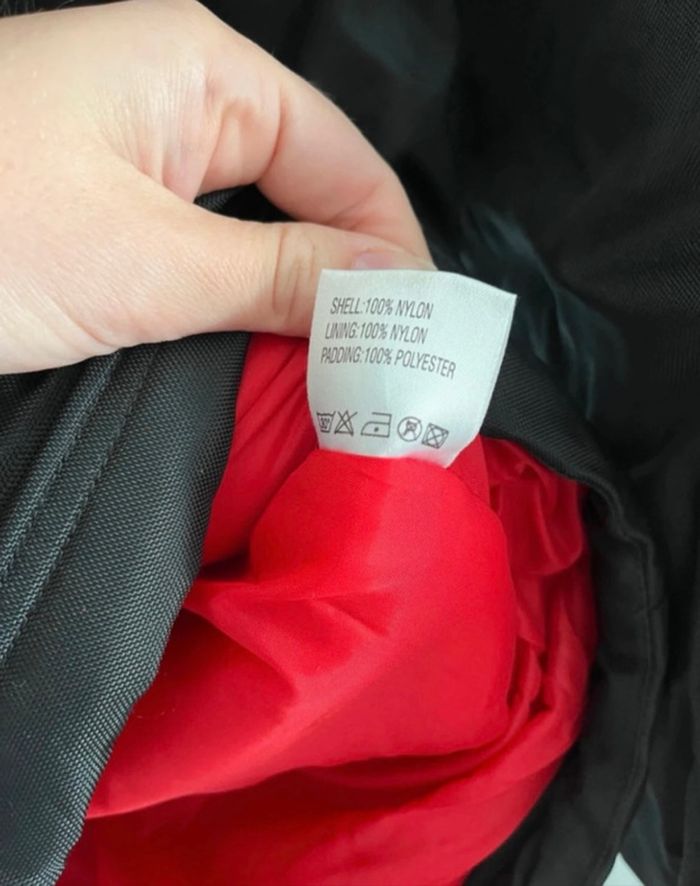 SHELL:100% NYLON
LINING:100% NYLON
PADDING:100% POLYESTER